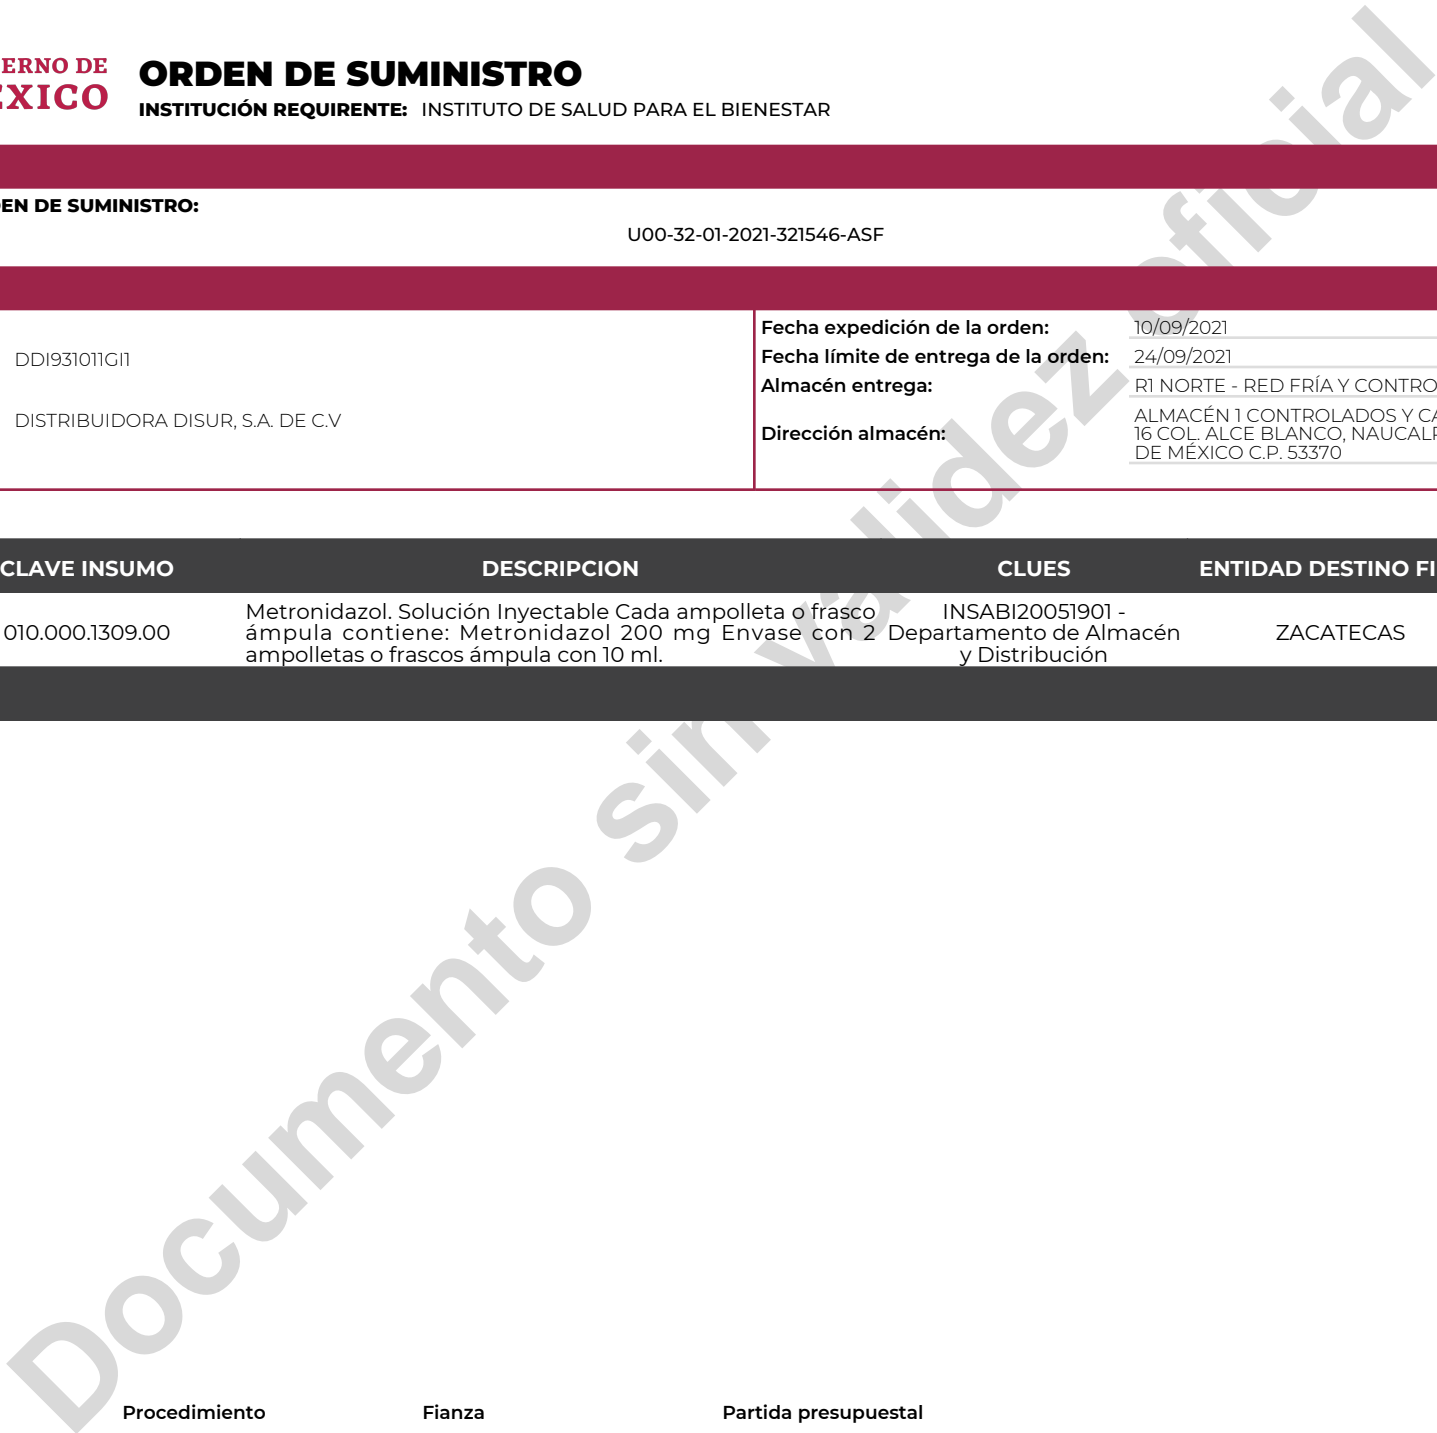 ERNO DE
ÉXICO
ORDEN DE SUMINISTRO
INSTITUCIÓN REQUIRENTE: INSTITUTO DE SALUD PARA EL BIENESTAR
EN DE SUMINISTRO:
U00-32-01-2021-321546-ASF
DDI931011GI1
DISTRIBUIDORA DISUR, S.A. DE C.V
Fecha expedición de la orden: 10/09/2021
Fecha límite de entrega de la orden: 24/09/2021
Almacén entrega: R1 NORTE - RED FRÍA Y CONTRO
Dirección almacén: ALMACÉN 1 CONTROLADOS Y CA
16 COL. ALCE BLANCO, NAUCALP
DE MÉXICO C.P. 53370
CLAVE INSUMO DESCRIPCION CLUES ENTIDAD DESTINO FI
010.000.1309.00
Metronidazol. Solución Inyectable Cada ampolleta o frasco
ámpula contiene: Metronidazol 200 mg Envase con 2
ampolletas o frascos ámpula con 10 ml.
INSABI20051901 -
Departamento de Almacén
y Distribución
ZACATECAS
Documento sin validez oficial
Procedimiento Fianza Partida presupuestal